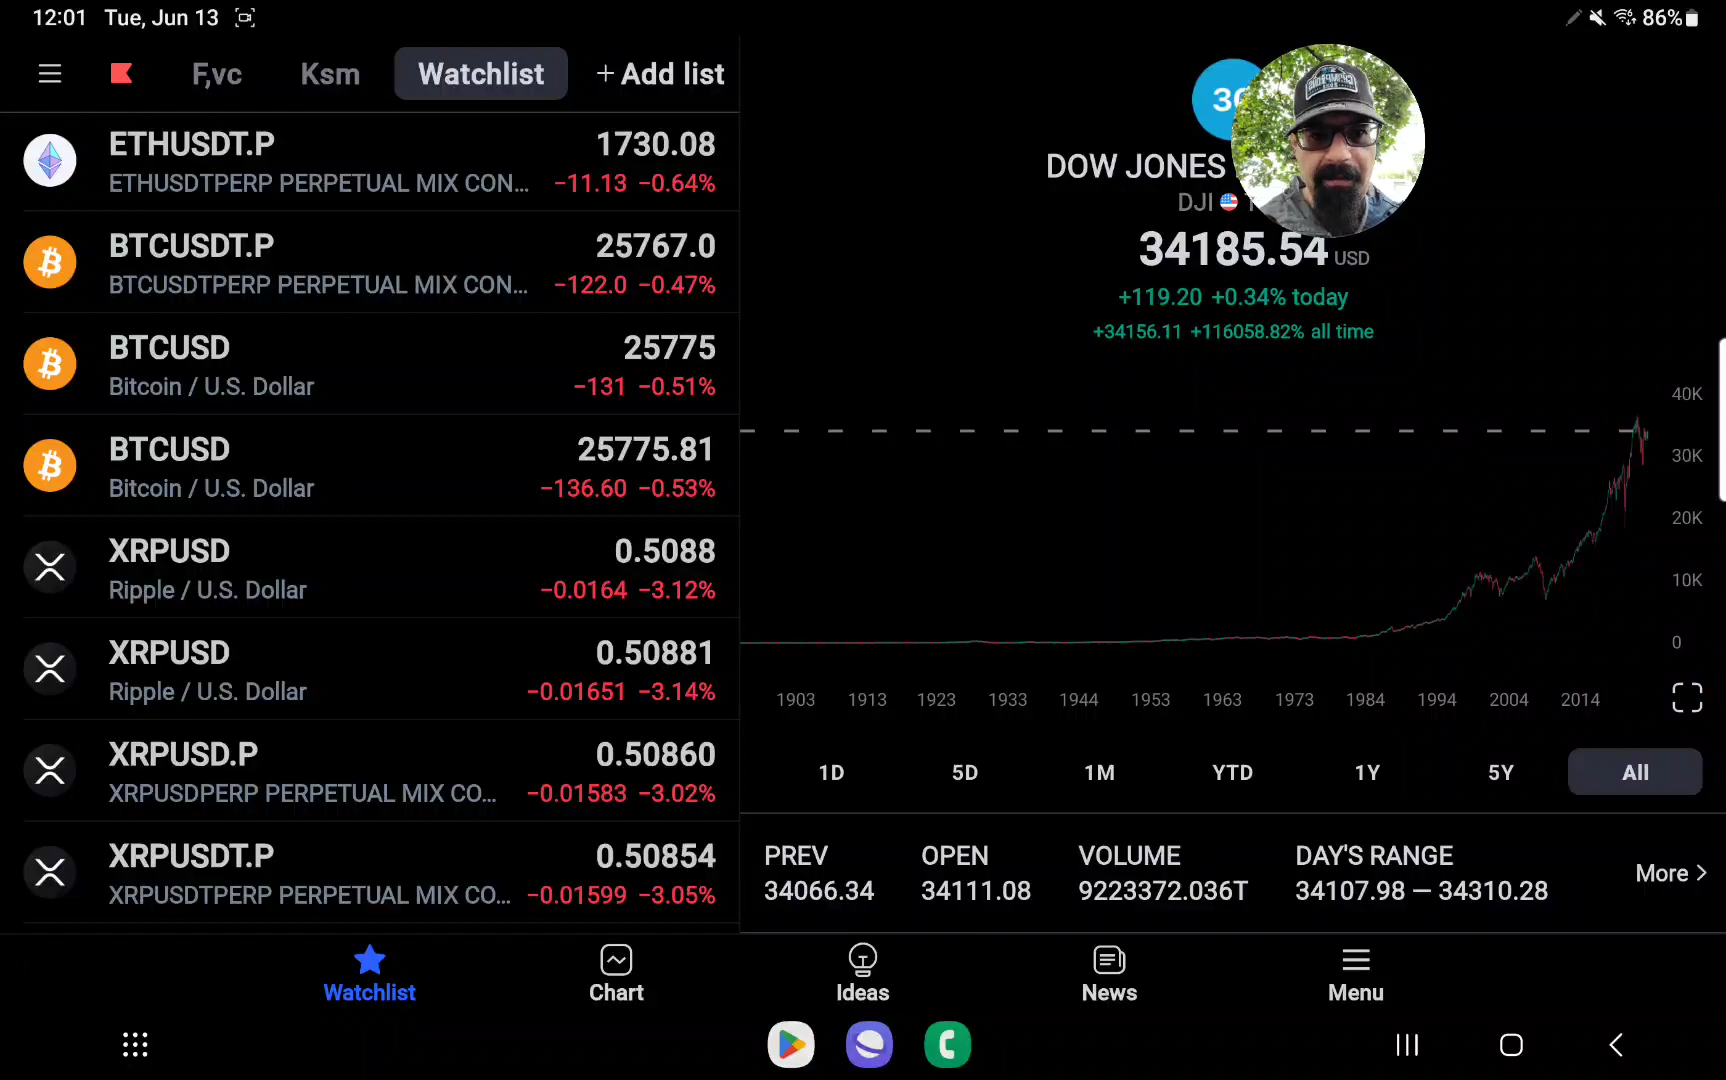 12:01 Tue, Jun 13
86%
F,vc Ksm Watchlist + Add list
ETHUSDT.P 1730.08
ETHUSDTPERP PERPETUAL MIX CON... −11.13 −0.64%
BTCUSDT.P 25767.0
BTCUSDTPERP PERPETUAL MIX CON... −122.0 −0.47%
BTCUSD 25775
Bitcoin / U.S. Dollar −131 −0.51%
BTCUSD 25775.81
Bitcoin / U.S. Dollar −136.60 −0.53%
XRPUSD 0.5088
Ripple / U.S. Dollar −0.0164 −3.12%
XRPUSD 0.50881
Ripple / U.S. Dollar −0.01651 −3.14%
XRPUSD.P 0.50860
XRPUSDPERP PERPETUAL MIX CO... −0.01583 −3.02%
XRPUSDT.P 0.50854
XRPUSDTPERP PERPETUAL MIX CO... −0.01599 −3.05%
DOW JONES
DJI
34185.54 USD
+119.20 +0.34% today
+34156.11 +116058.82% all time
40K
30K
20K
10K
0
1903 1913 1923 1933 1944 1953 1963 1973 1984 1994 2004 2014
1D 5D 1M YTD 1Y 5Y All
PREV OPEN VOLUME DAY'S RANGE
34066.34 34111.08 9223372.036T 34107.98 — 34310.28
More >
Watchlist Chart Ideas News Menu